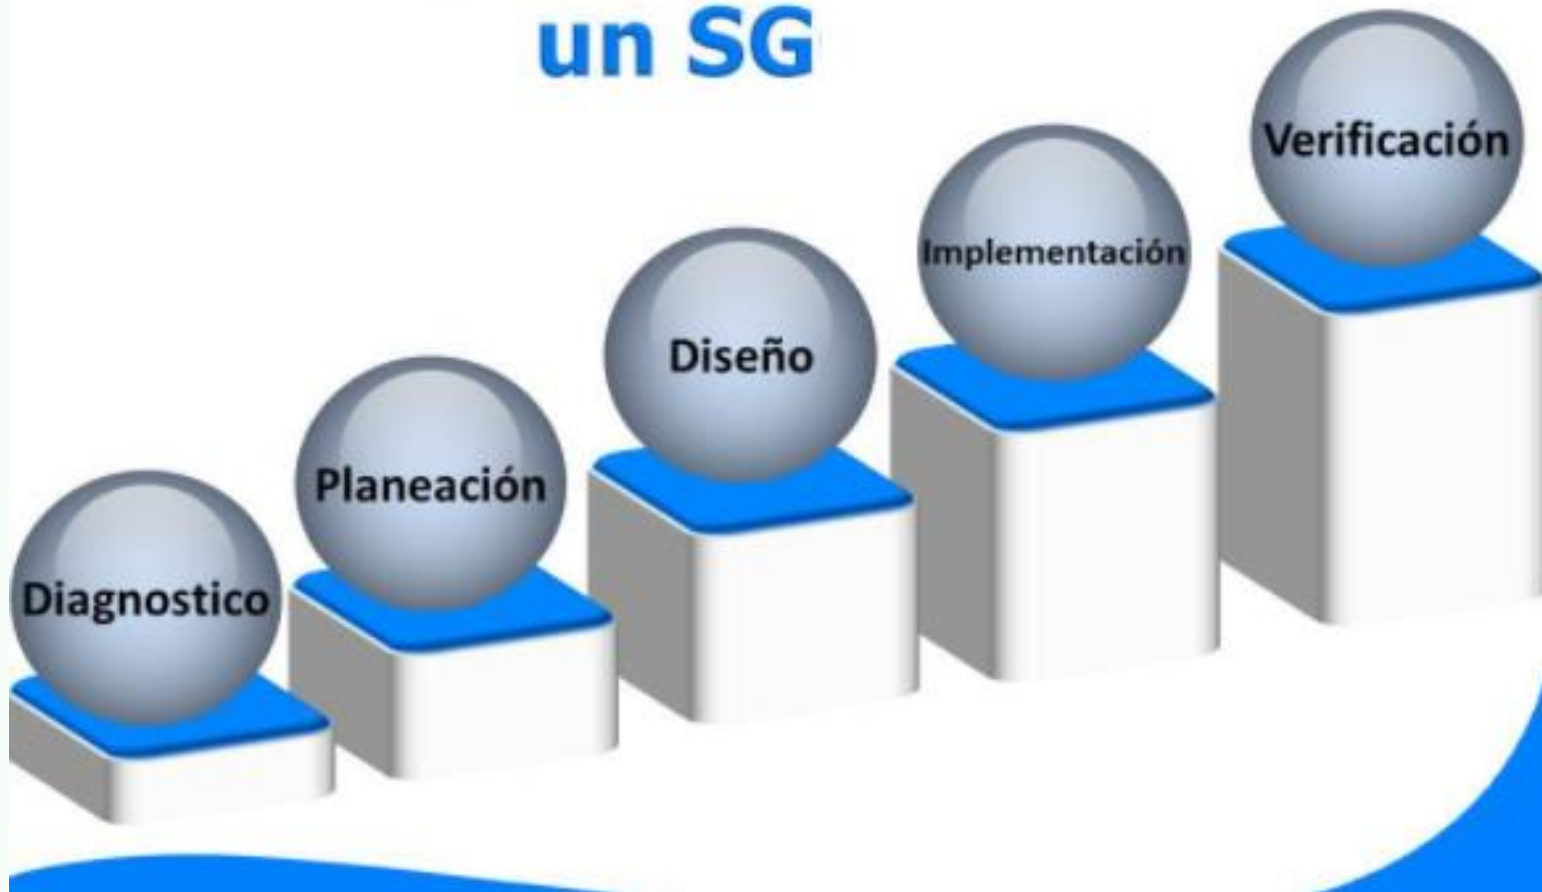 un SG
Diagnostico
Planeación
Diseño
Implementación
Verificación